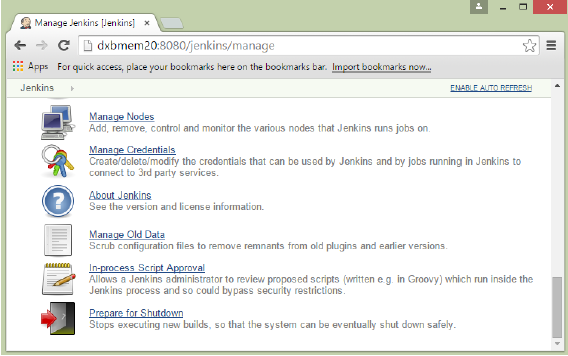 Manage Jenkins [Jenkins]
dxbmem20:8080/jenkins/manage
Apps For quick access, place your bookmarks here on the bookmarks bar. Import bookmarks now...
Jenkins ENABLE AUTO REFRESH
Manage Nodes
Add, remove, control and monitor the various nodes that Jenkins runs jobs on
Manage Credentials
Create/delete/modify the credentials that can be used by Jenkins and by jobs running in Jenkins to
connect to 3rd party services.
About Jenkins
See the version and license information.
Manage Old Data
Scrub configuration files to remove remnants from old plugins and earlier versions.
In-process Script Approval
Allows a Jenkins administrator to review proposed scripts (written e.g. in Groovy) which run inside the
Jenkins process and so could bypass security restrictions.
Prepare for Shutdown
Stops executing new builds, so that the system can be eventually shut down safely.